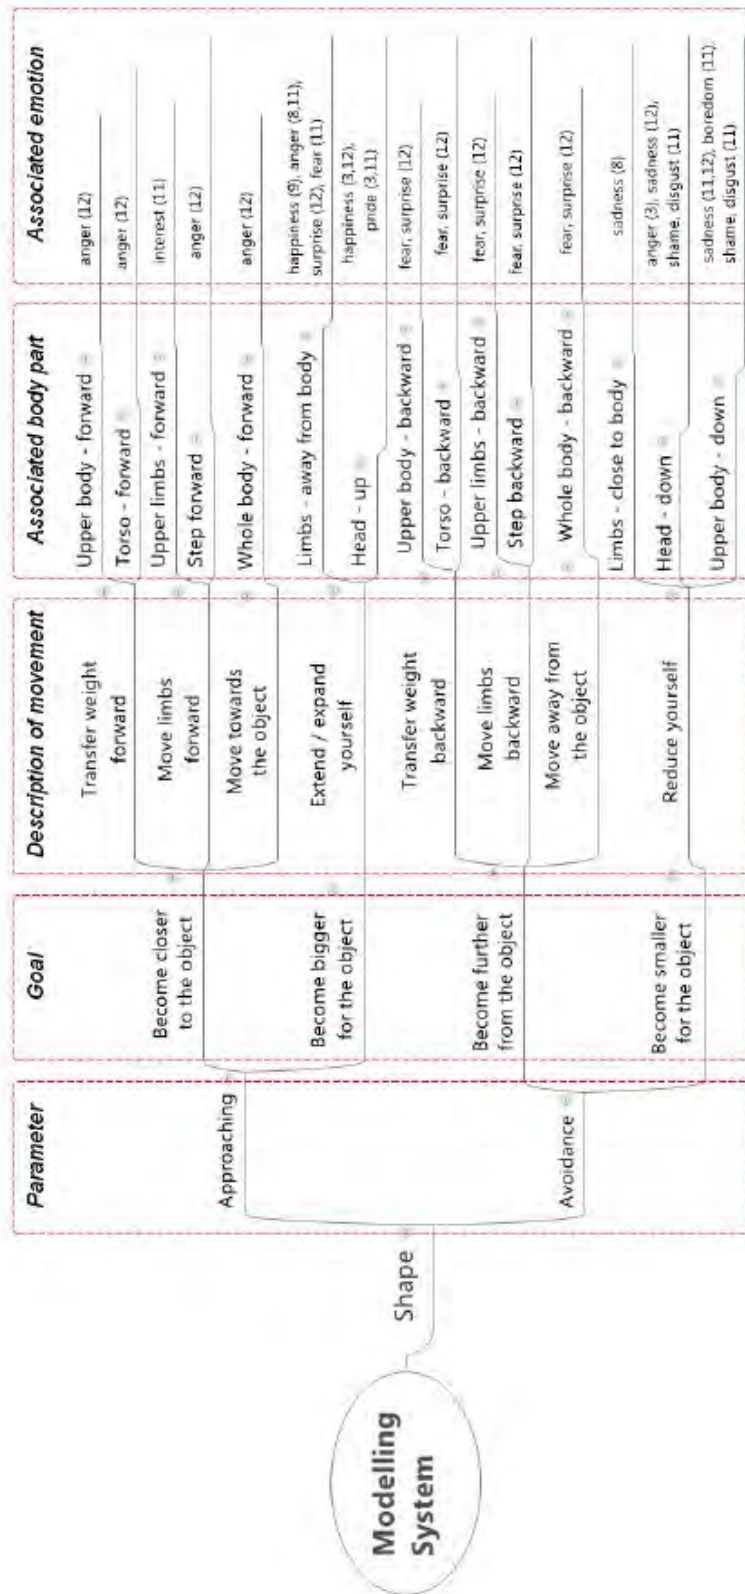 Modelling
System
Shape
Parameter
Approaching
Avoidance
Goal
Become closer
to the object
Become bigger
for the object
Become further
from the object
Become smaller
for the object
Description of movement
Transfer weight
forward
Move limbs
forward
Move towards
the object
Extend / expand
yourself
Transfer weight
backward
Move limbs
backward
Move away from
the object
Reduce yourself
Associated body part
Upper body - forward
Torso - forward
Upper limbs - forward
Step forward
Whole body - forward
Limbs - away from body
Head - up
Upper body - backward
Torso - backward
Upper limbs - backward
Step backward
Whole body - backward
Limbs - close to body
Head - down
Upper body - down
Associated emotion
anger (12)
anger (12)
interest (11)
anger (12)
anger (12)
happiness (9), anger (8,11),
surprise (12), fear (11)
happiness (3,12),
pride (3,11)
fear, surprise (12)
fear, surprise (12)
fear, surprise (12)
fear, surprise (12)
fear, surprise (12)
sadness (8)
anger (3), sadness (12),
shame, disgust (11)
sadness (11,12), boredom (11),
shame, disgust (11)